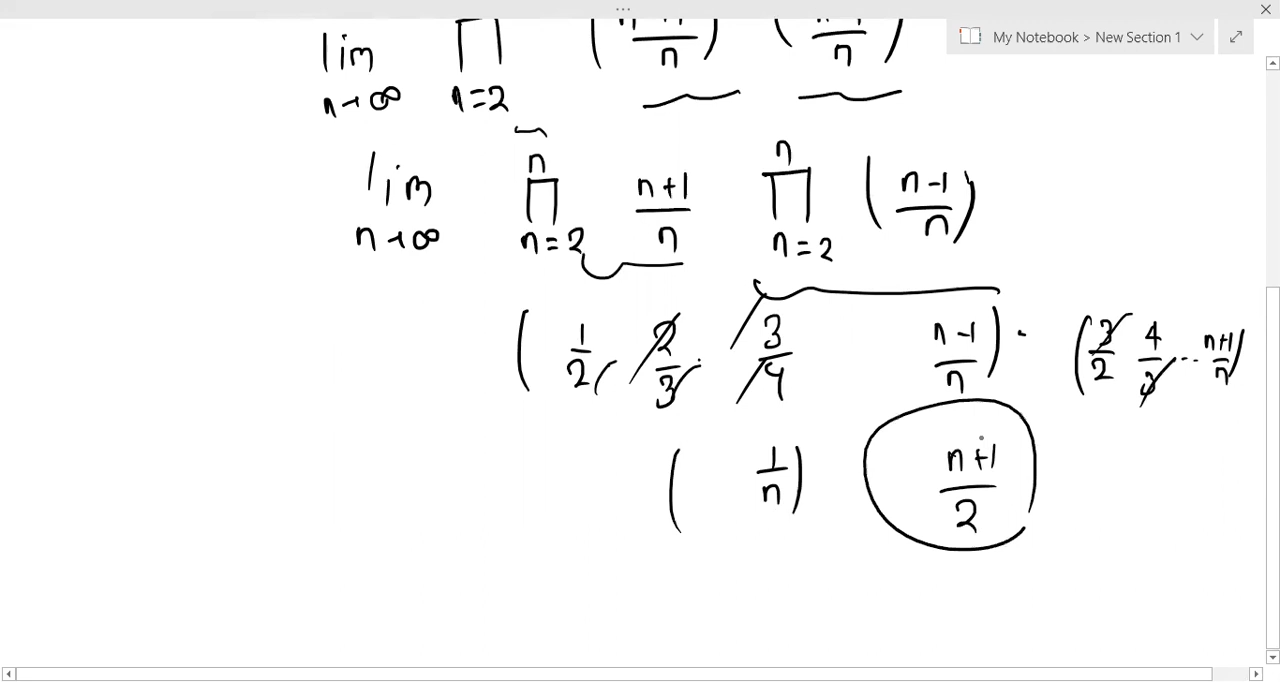 My Notebook > New Section 1
lim n→∞ ∏ n=2 (n+1/n) (n-1/n)
lim n→∞ n ∏ n=2 n+1/n n ∏ n=2 (n-1/n)
(1/2, 2/3 · 3/4 n-1/n) · (3/2 4/3 ... n+1/n)
(1/n) n+1/2